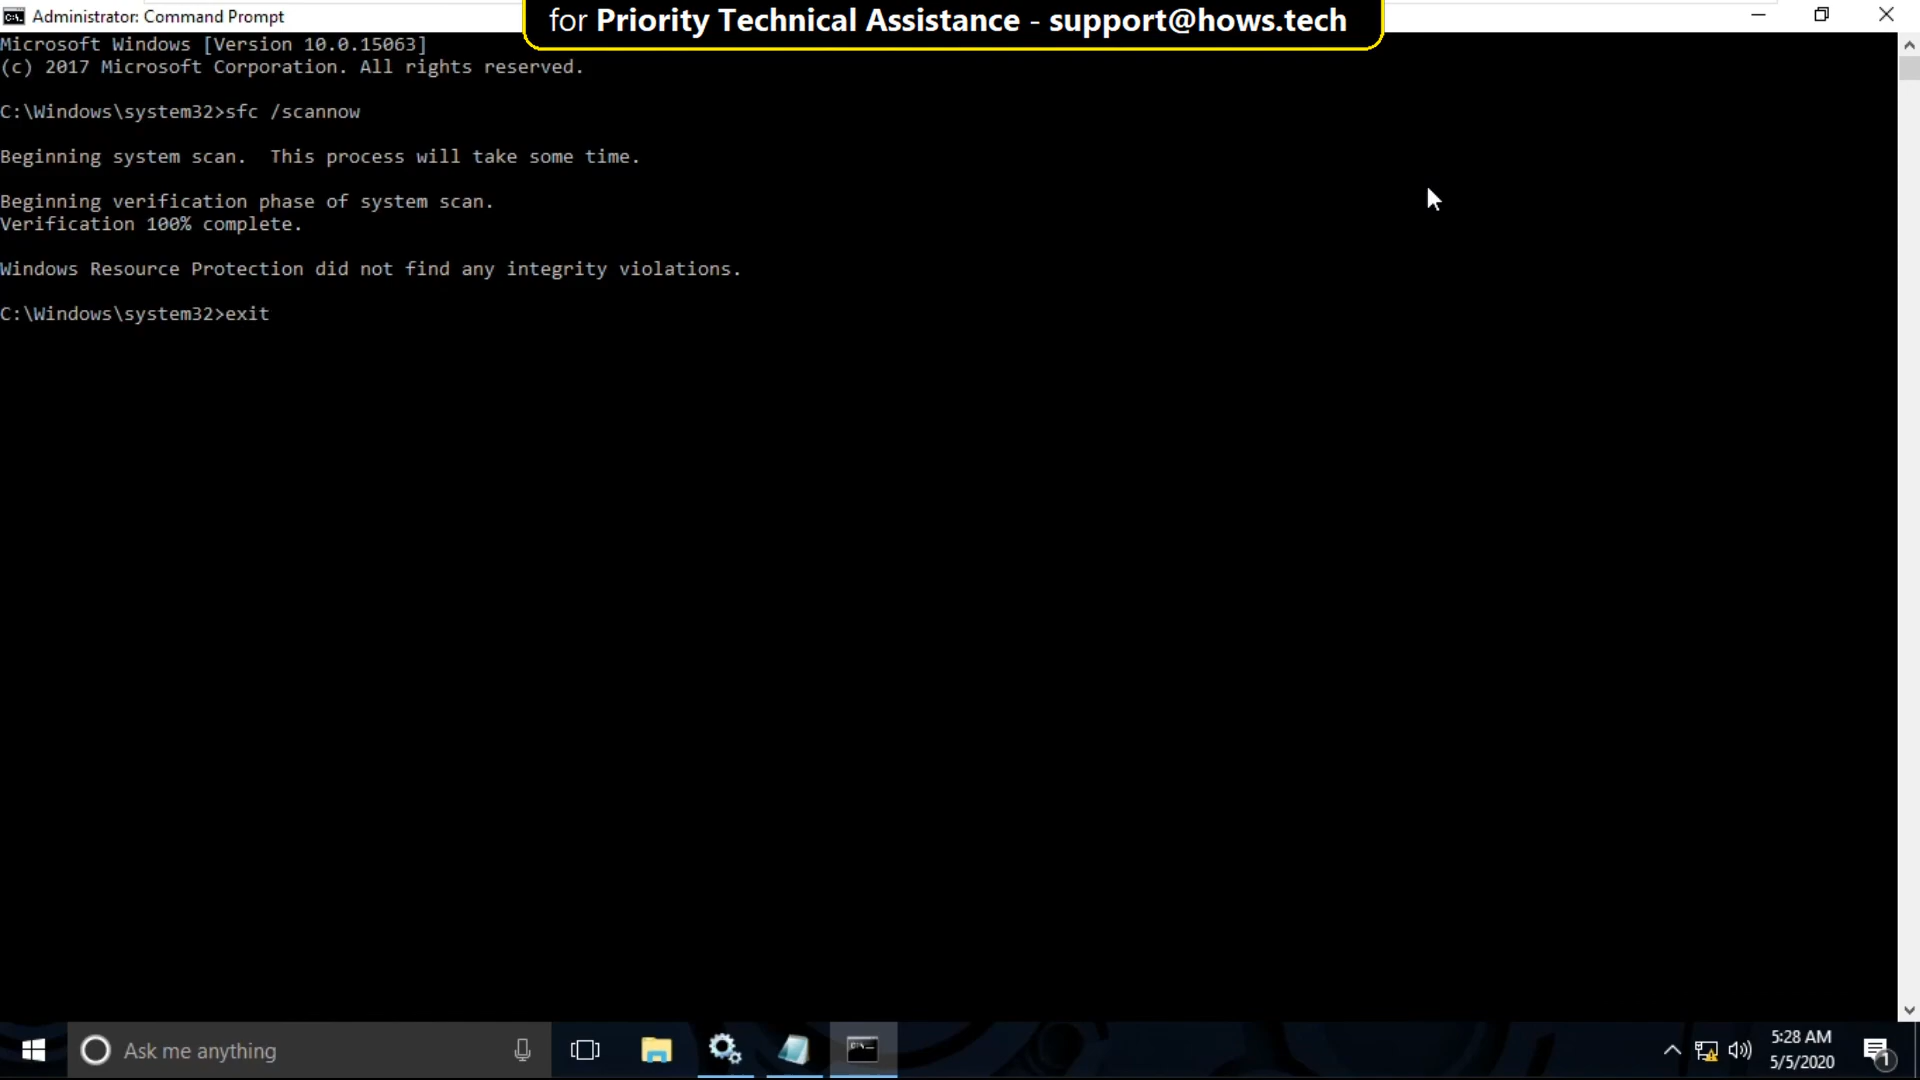 Administrator: Command Prompt
for Priority Technical Assistance - support@hows.tech
Microsoft Windows [Version 10.0.15063]
(c) 2017 Microsoft Corporation. All rights reserved.
C:\Windows\system32>sfc /scannow
Beginning system scan.  This process will take some time.
Beginning verification phase of system scan.
Verification 100% complete.
Windows Resource Protection did not find any integrity violations.
C:\Windows\system32>exit
Ask me anything
5:28 AM
5/5/2020
1